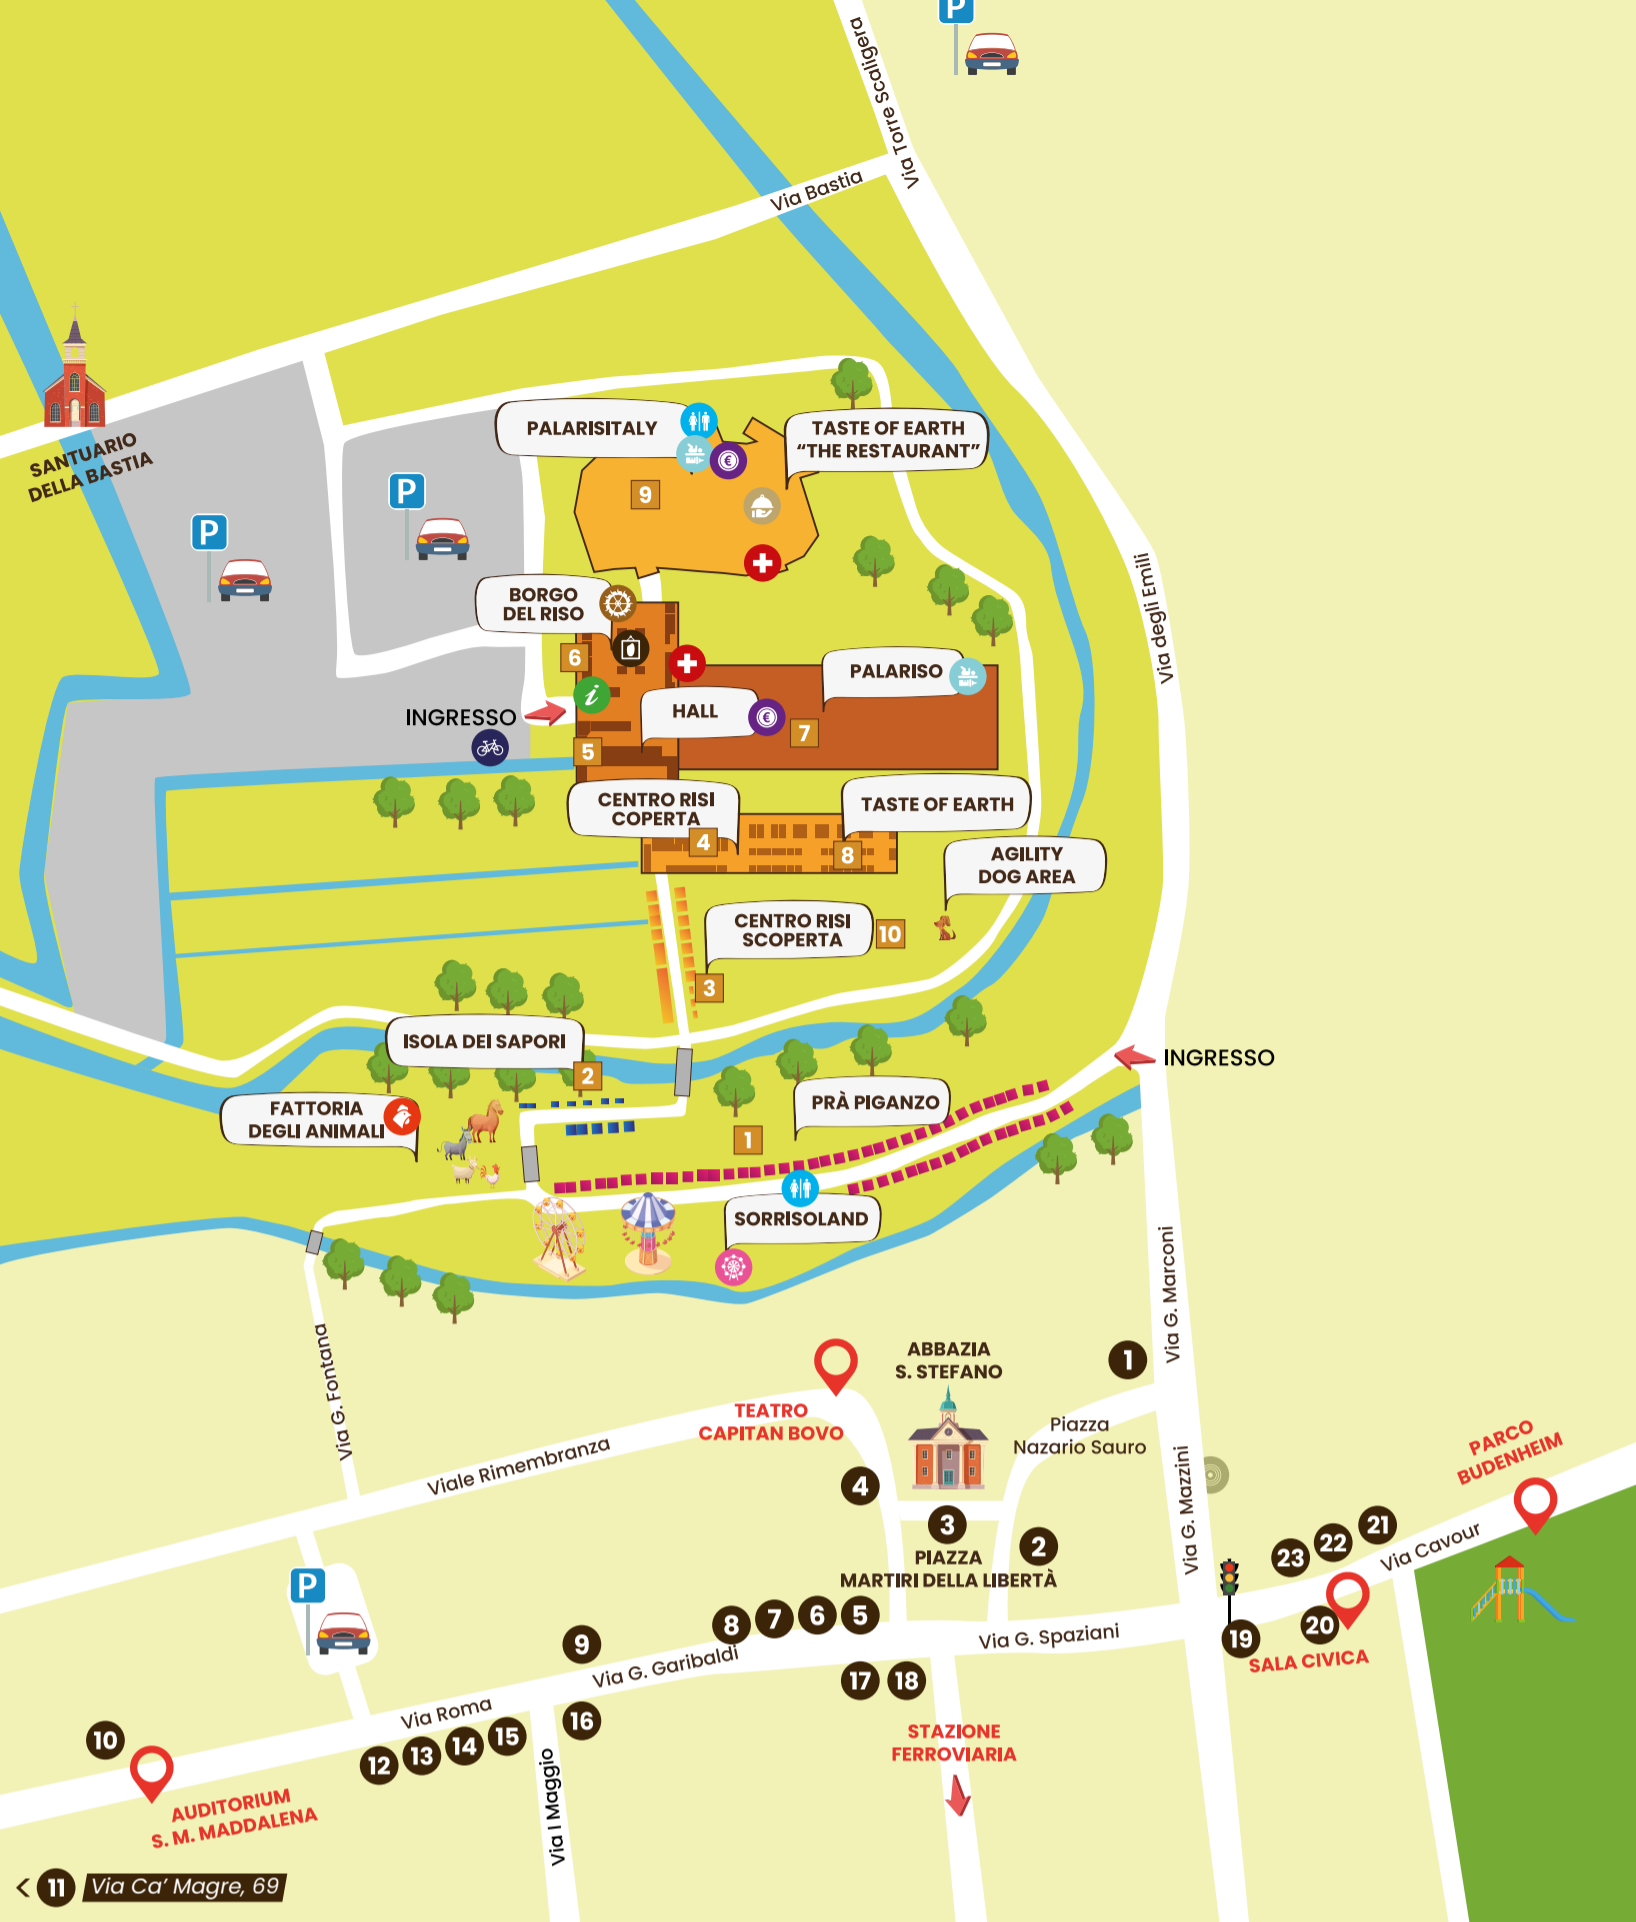 P
Via Torre Scaligera
Via Bastia
SANTUARIO
DELLA BASTIA
P
P
PALARISITALY
€
TASTE OF EARTH
“THE RESTAURANT”
9
Via degli Emili
BORGO
DEL RISO
6
i
PALARISO
INGRESSO
HALL
€
7
5
CENTRO RISI
COPERTA
4
TASTE OF EARTH
8
AGILITY
DOG AREA
CENTRO RISI
SCOPERTA
10
3
ISOLA DEI SAPORI
2
INGRESSO
FATTORIA
DEGLI ANIMALI
PRÀ PIGANZO
1
SORRISOLAND
Via G. Marconi
Via G. Fontana
ABBAZIA
S. STEFANO
1
TEATRO
CAPITAN BOVO
Piazza
Nazario Sauro
Viale Rimembranza
Via G. Mazzini
PARCO
BUDENHEIM
4
3
2
PIAZZA
MARTIRI DELLA LIBERTÀ
23
22
21
Via Cavour
P
8
7
6
5
9
Via G. Garibaldi
Via G. Spaziani
19
20
SALA CIVICA
17
18
Via Roma
16
STAZIONE
FERROVIARIA
10
12
13
14
15
Via I Maggio
AUDITORIUM
S. M. MADDALENA
< 11 Via Ca’ Magre, 69